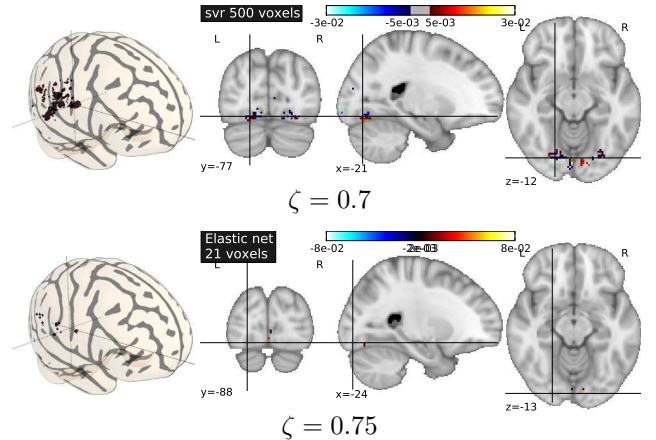 svr 500 voxels
-3e-02 -5e-03 5e-03 3e-02
L R L R
y=-77 x=-21 z=-12
ζ = 0.7
Elastic net
21 voxels
-8e-02 8e-02
L R L R
y=-88 x=-24 z=-13
ζ = 0.75